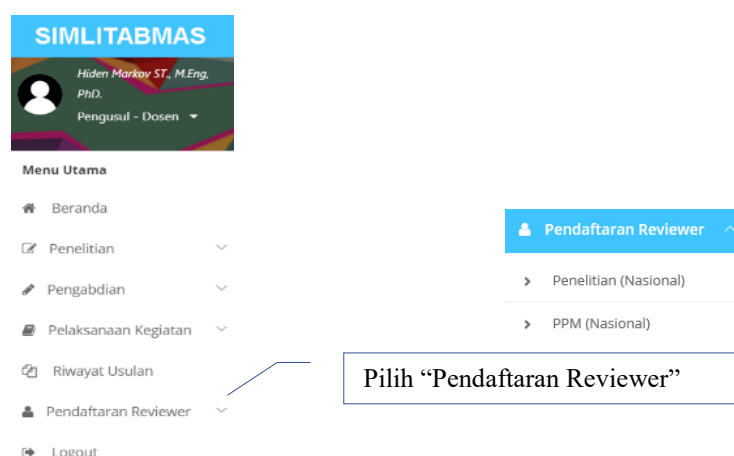 SIMLITABMAS
Hiden Markov ST., M.Eng,
PhD.
Pengusul - Dosen
Menu Utama
Beranda
Penelitian
Pengabdian
Pelaksanaan Kegiatan
Riwayat Usulan
Pendaftaran Reviewer
Logout
Pendaftaran Reviewer
Penelitian (Nasional)
PPM (Nasional)
Pilih “Pendaftaran Reviewer”